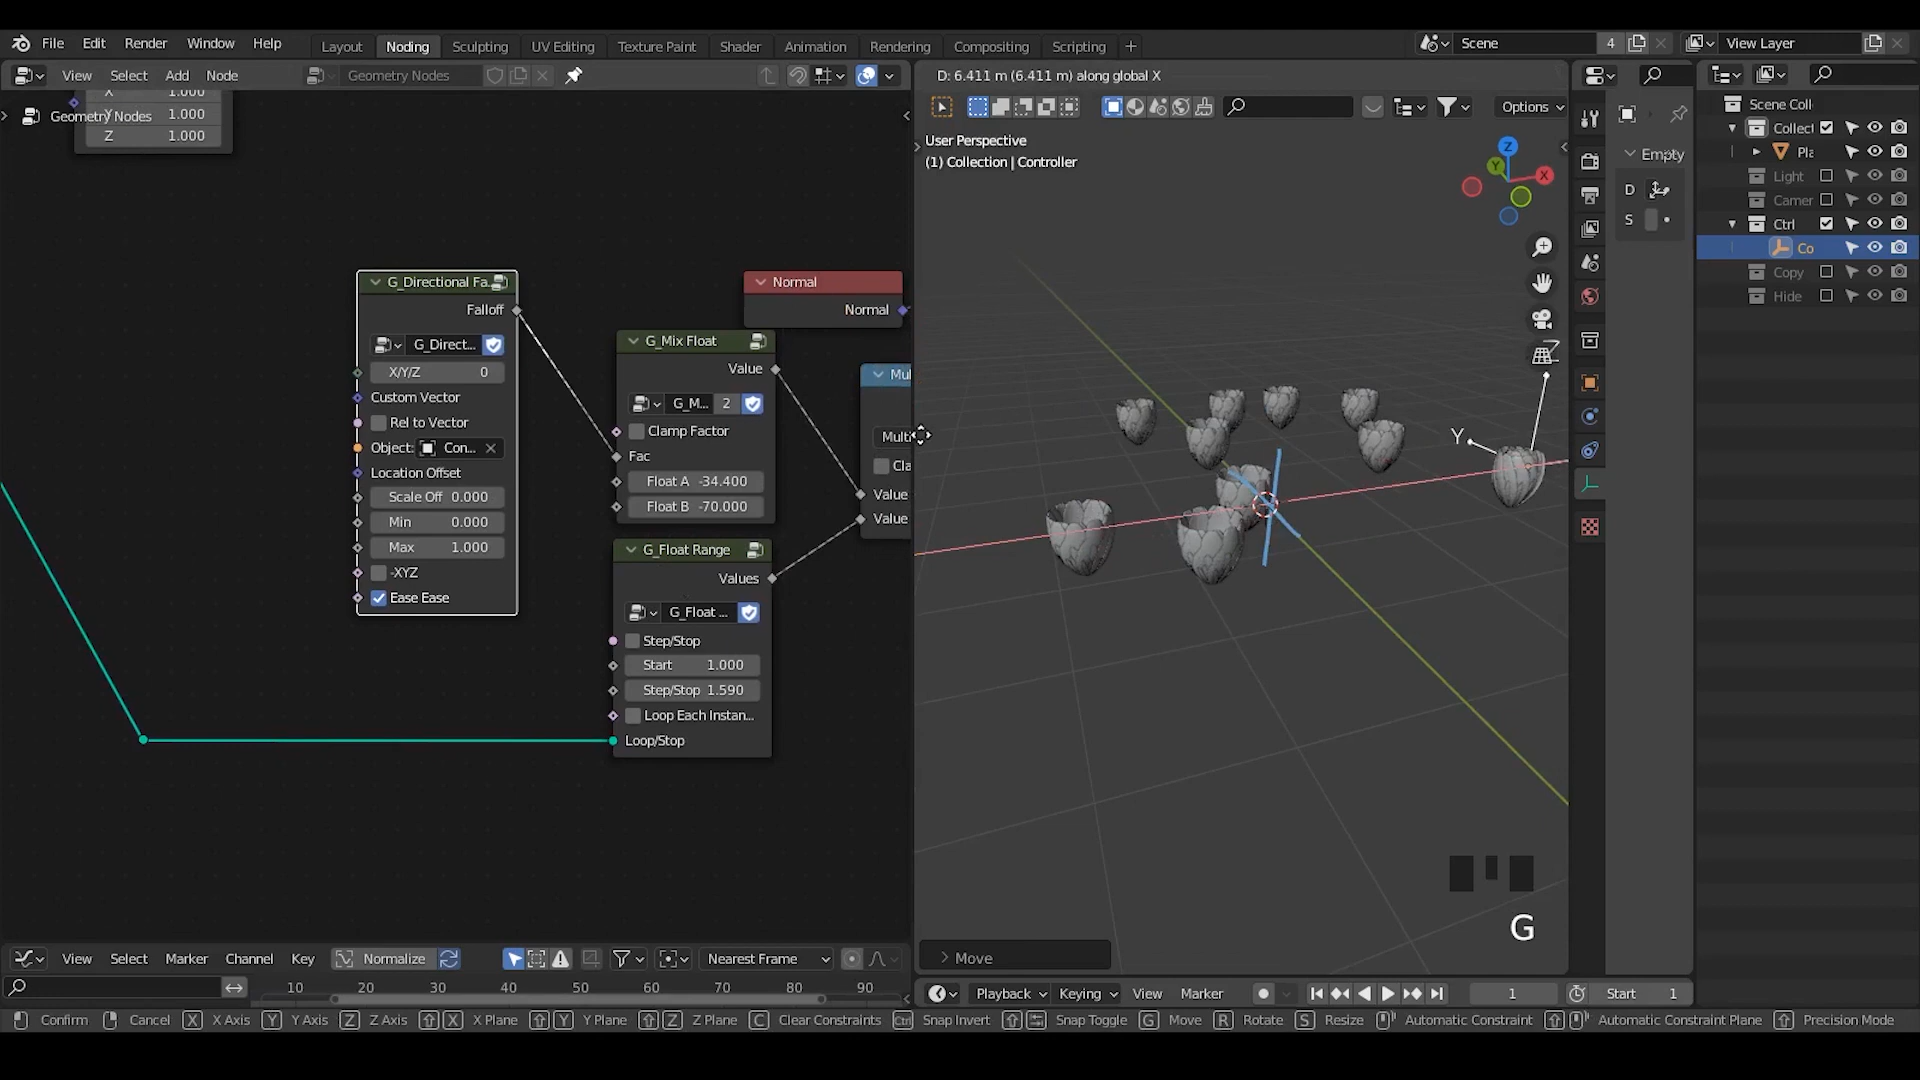 File Edit Render Window Help
Layout Noding Sculpting UV Editing Texture Paint Shader Animation Rendering Compositing Scripting +
Scene 4 View Layer
View Select Add Node Geometry Nodes
D: 6.411 m (6.411 m) along global X
Options
X 1.000
Y 1.000
Z 1.000
Geometry Nodes
User Perspective
(1) Collection | Controller
Z
Y
X
G_Directional Fa...
Falloff
G_Direct...
X/Y/Z 0
Custom Vector
Rel to Vector
Object: Con...
Location Offset
Scale Off 0.000
Min 0.000
Max 1.000
-XYZ
Ease Ease
G_Mix Float
Value
G_M... 2
Clamp Factor
Fac
Float A -34.400
Float B -70.000
G_Float Range
Values
G_Float ...
Step/Stop
Start 1.000
Step/Stop 1.590
Loop Each Instan...
Loop/Stop
Normal
Normal
Mul
Multi
Cla
Value
Value
Z
Y
G
Move
Empty
D
S
Scene Coll
Collect
Pla
Light
Camer
Ctrl
Co
Copy
Hide
View Select Marker Channel Key Normalize Nearest Frame
10 20 30 40 50 60 70 80 90
Playback Keying View Marker 1 Start 1
Confirm Cancel X X Axis Y Y Axis Z Z Axis X X Plane Y Y Plane Z Z Plane C Clear Constraints Ctrl Snap Invert Snap Toggle G Move R Rotate S Resize Automatic Constraint Automatic Constraint Plane Precision Mode